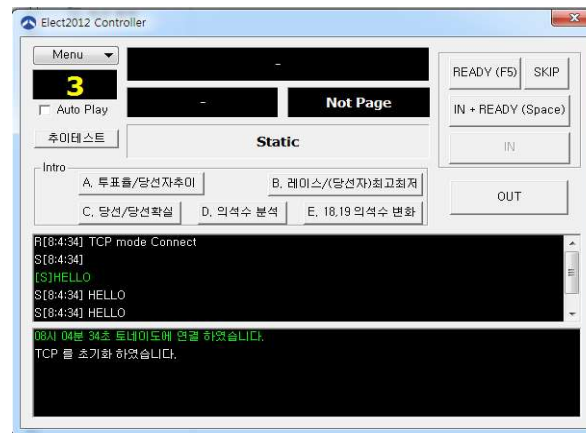 Elect2012 Controller
Menu
-
READY (F5)
SKIP
3
Auto Play
-
Not Page
IN + READY (Space)
추이테스트
Static
IN
Intro
A, 투표율/당선자추이
B, 레이스/(당선자)최고최저
OUT
C, 당선/당선확실
D, 의석수 분석
E, 18,19 의석수 변화
R[8:4:34] TCP mode Connect
S[8:4:34]
[S]HELLO
S[8:4:34] HELLO
S[8:4:34] HELLO
08시 04분 34초 토네이도에 연결 하였습니다.
TCP 를 초기화 하였습니다.